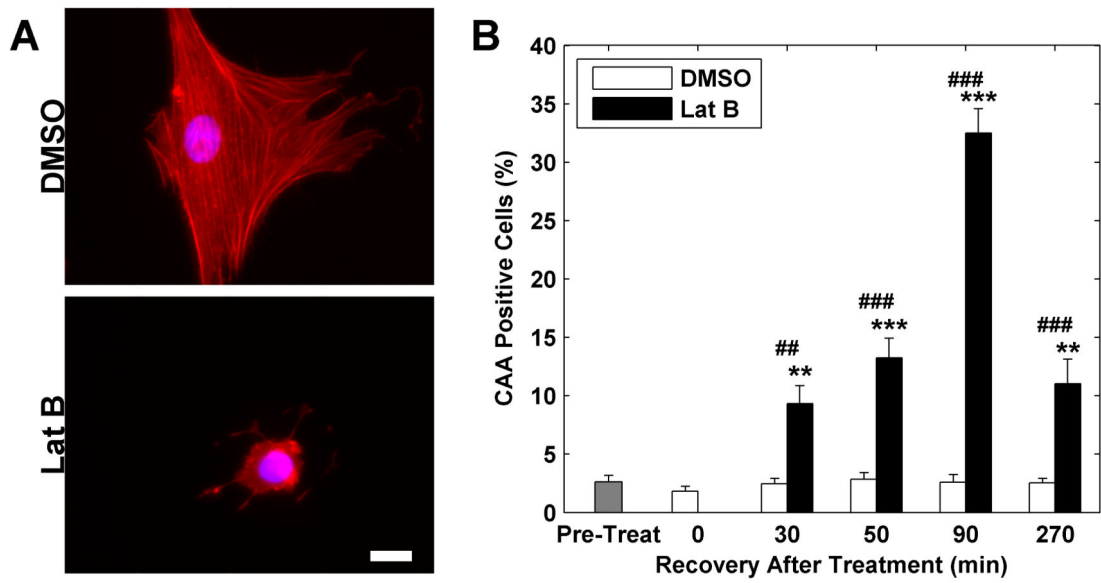 A
DMSO
Lat B
B
CAA Positive Cells (%)
40
35
30
25
20
15
10
5
0
DMSO
Lat B
##
**
###
***
###
***
###
**
Pre-Treat 0 30 50 90 270
Recovery After Treatment (min)